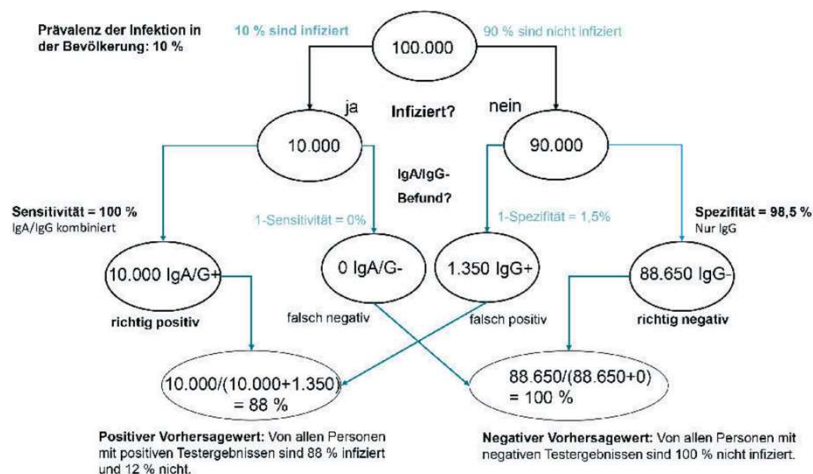 Prävalenz der Infektion in
der Bevölkerung: 10 %
10 % sind infiziert
90 % sind nicht infiziert
100.000
ja
Infiziert?
nein
10.000
90.000
IgA/IgG-
Befund?
Sensitivität = 100 %
IgA/IgG kombiniert
1-Sensitivität = 0%
1-Spezifität = 1,5%
Spezifität = 98,5 %
Nur IgG
10.000 IgA/G+
0 IgA/G-
1.350 IgG+
88.650 IgG-
richtig positiv
falsch negativ
falsch positiv
richtig negativ
10.000/(10.000+1.350)
= 88 %
88.650/(88.650+0)
= 100 %
Positiver Vorhersagewert: Von allen Personen
mit positiven Testergebnissen sind 88 % infiziert
und 12 % nicht.
Negativer Vorhersagewert: Von allen Personen mit
negativen Testergebnissen sind 100 % nicht infiziert.